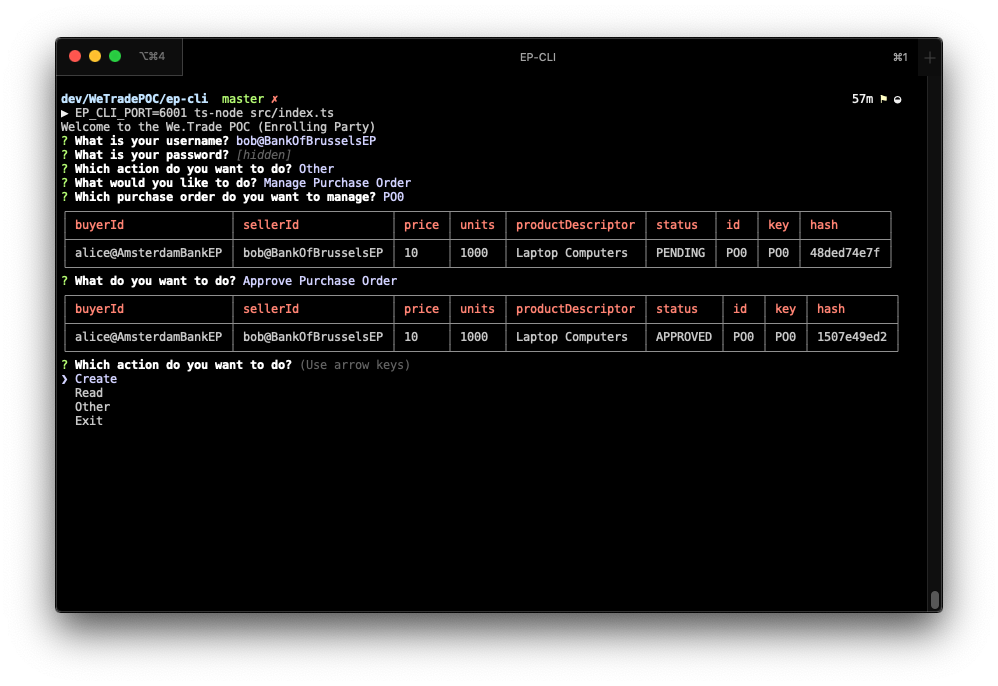 ⌥⌘4 EP-CLI ⌘1 +
dev/WeTradePOC/ep-cli master ✗ 57m ⚑ ◒
▶ EP_CLI_PORT=6001 ts-node src/index.ts
Welcome to the We.Trade POC (Enrolling Party)
? What is your username? bob@BankOfBrusselsEP
? What is your password? [hidden]
? Which action do you want to do? Other
? What would you like to do? Manage Purchase Order
? Which purchase order do you want to manage? PO0
buyerId sellerId price units productDescriptor status id key hash
alice@AmsterdamBankEP bob@BankOfBrusselsEP 10 1000 Laptop Computers PENDING PO0 PO0 48ded74e7f
? What do you want to do? Approve Purchase Order
buyerId sellerId price units productDescriptor status id key hash
alice@AmsterdamBankEP bob@BankOfBrusselsEP 10 1000 Laptop Computers APPROVED PO0 PO0 1507e49ed2
? Which action do you want to do? (Use arrow keys)
❯ Create
Read
Other
Exit